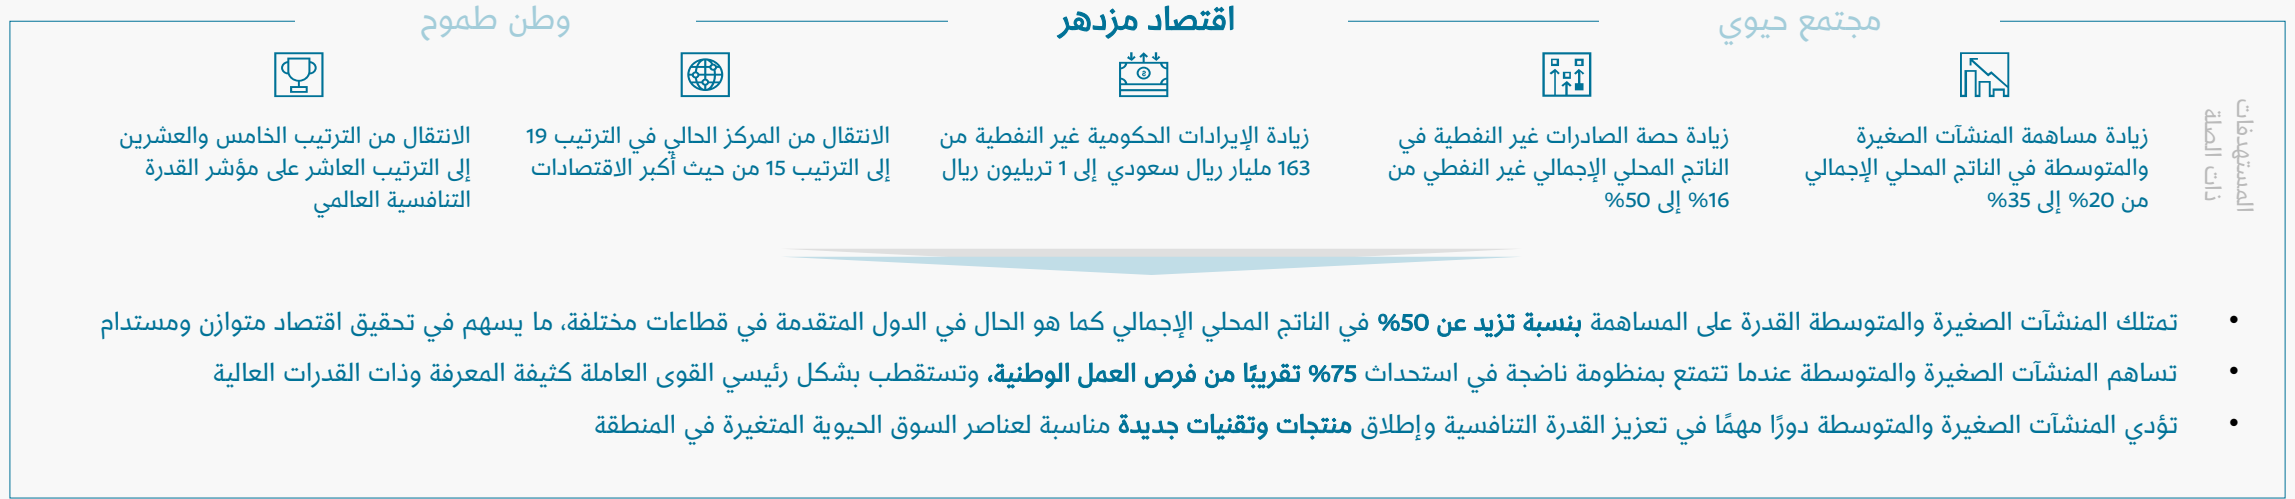 مجتمع حيوي
اقتصاد مزدهر
وطن طموح
المستهدفات
ذات الصلة
زيادة مساهمة المنشآت الصغيرة
والمتوسطة في الناتج المحلي الإجمالي
من 20% إلى 35%
زيادة حصة الصادرات غير النفطية في
الناتج المحلي الإجمالي غير النفطي من
16% إلى 50%
زيادة الإيرادات الحكومية غير النفطية من
163 مليار ريال سعودي إلى 1 تريليون ريال
الانتقال من المركز الحالي في الترتيب 19
إلى الترتيب 15 من حيث أكبر الاقتصادات
الانتقال من الترتيب الخامس والعشرين
إلى الترتيب العاشر على مؤشر القدرة
التنافسية العالمي
• تمتلك المنشآت الصغيرة والمتوسطة القدرة على المساهمة بنسبة تزيد عن 50% في الناتج المحلي الإجمالي كما هو الحال في الدول المتقدمة في قطاعات مختلفة، ما يسهم في تحقيق اقتصاد متوازن ومستدام
• تساهم المنشآت الصغيرة والمتوسطة عندما تتمتع بمنظومة ناضجة في استحداث 75% تقريبًا من فرص العمل الوطنية، وتستقطب بشكل رئيسي القوى العاملة كثيفة المعرفة وذات القدرات العالية
• تؤدي المنشآت الصغيرة والمتوسطة دورًا مهمًا في تعزيز القدرة التنافسية وإطلاق منتجات وتقنيات جديدة مناسبة لعناصر السوق الحيوية المتغيرة في المنطقة